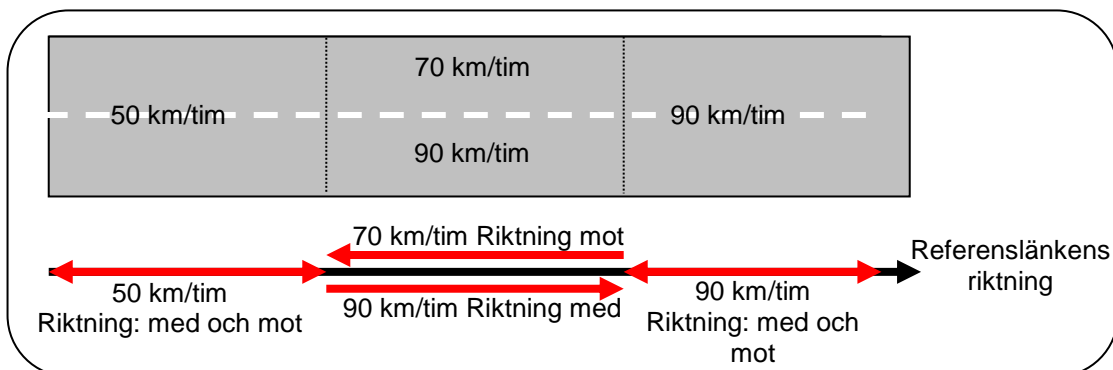 70 km/tim
50 km/tim
90 km/tim
90 km/tim
70 km/tim Riktning mot
Referenslänkens
riktning
50 km/tim
Riktning: med och mot
90 km/tim Riktning med
90 km/tim
Riktning: med och
mot